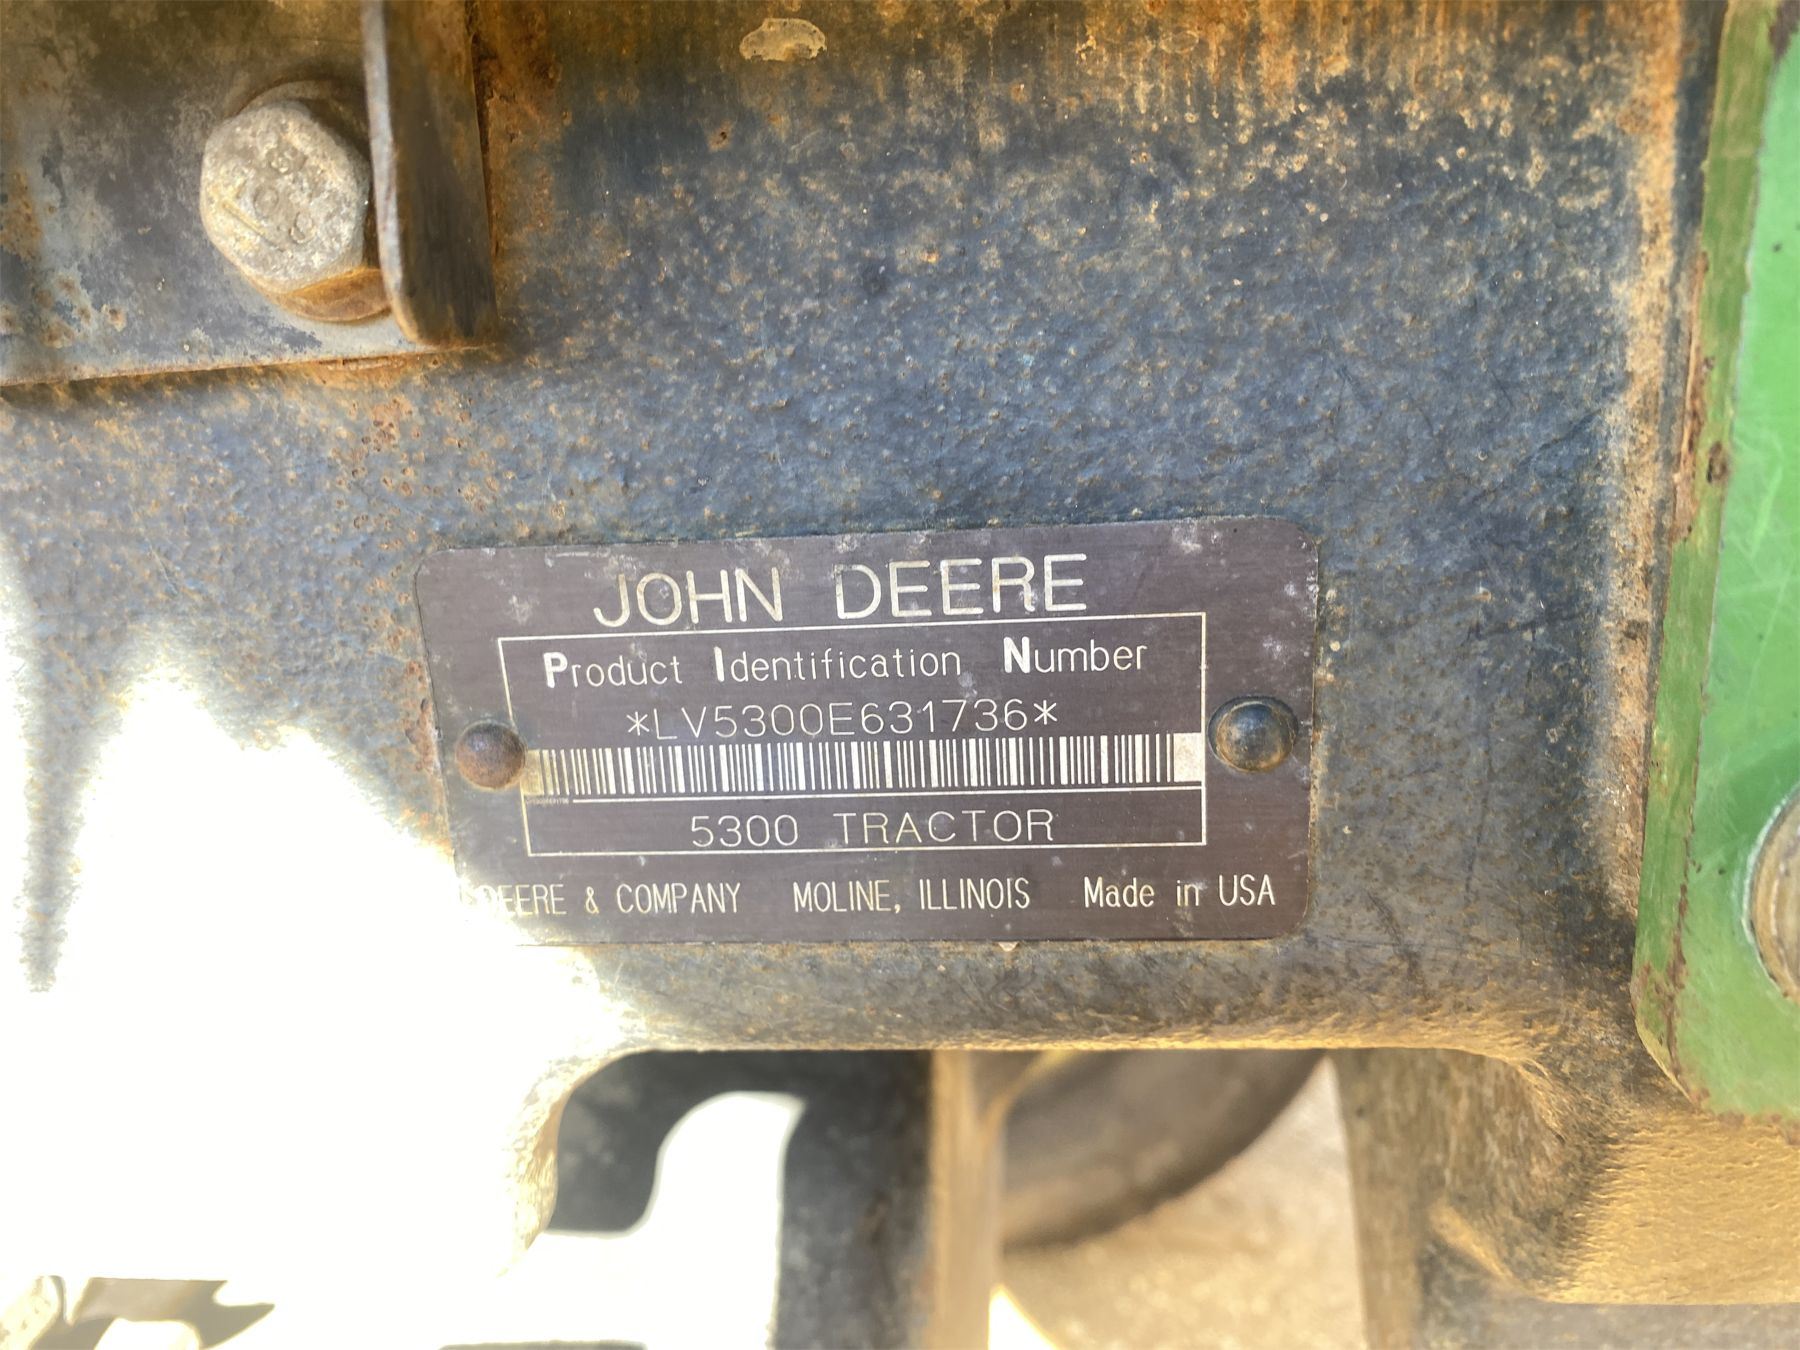 JOHN DEERE
Product Identification Number
*LV5300E631736*
5300 TRACTOR
DEERE & COMPANY MOLINE, ILLINOIS Made in USA